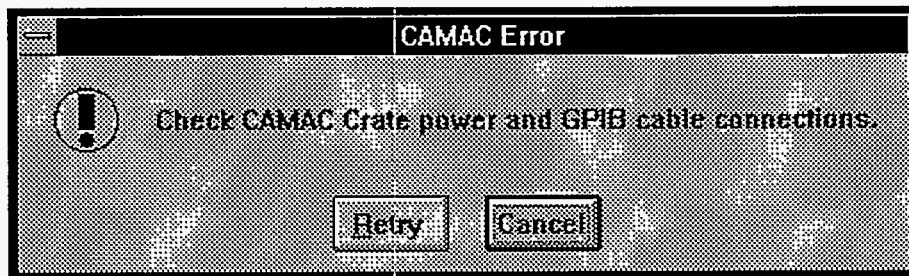 CAMAC Error
Check CAMAC Crate power and GPIB cable connections.
Retry Cancel